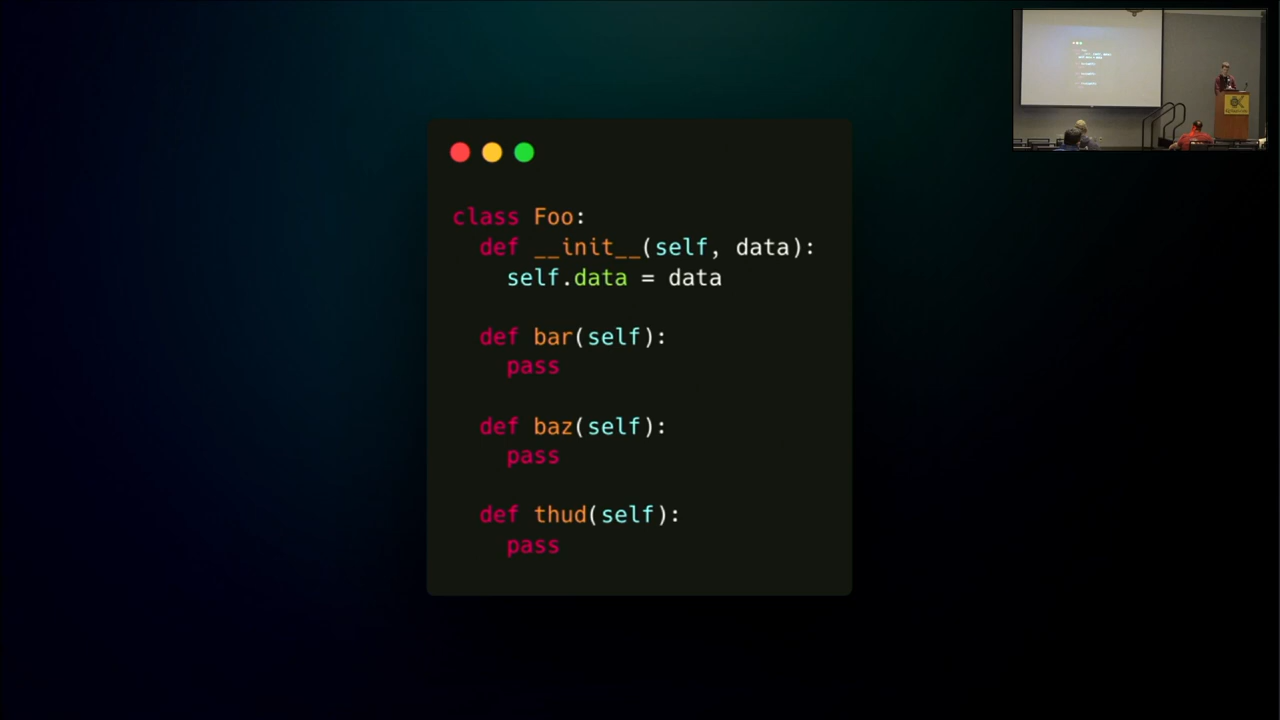 class Foo:
  def __init__(self, data):
    self.data = data

  def bar(self):
    pass

  def baz(self):
    pass

  def thud(self):
    pass